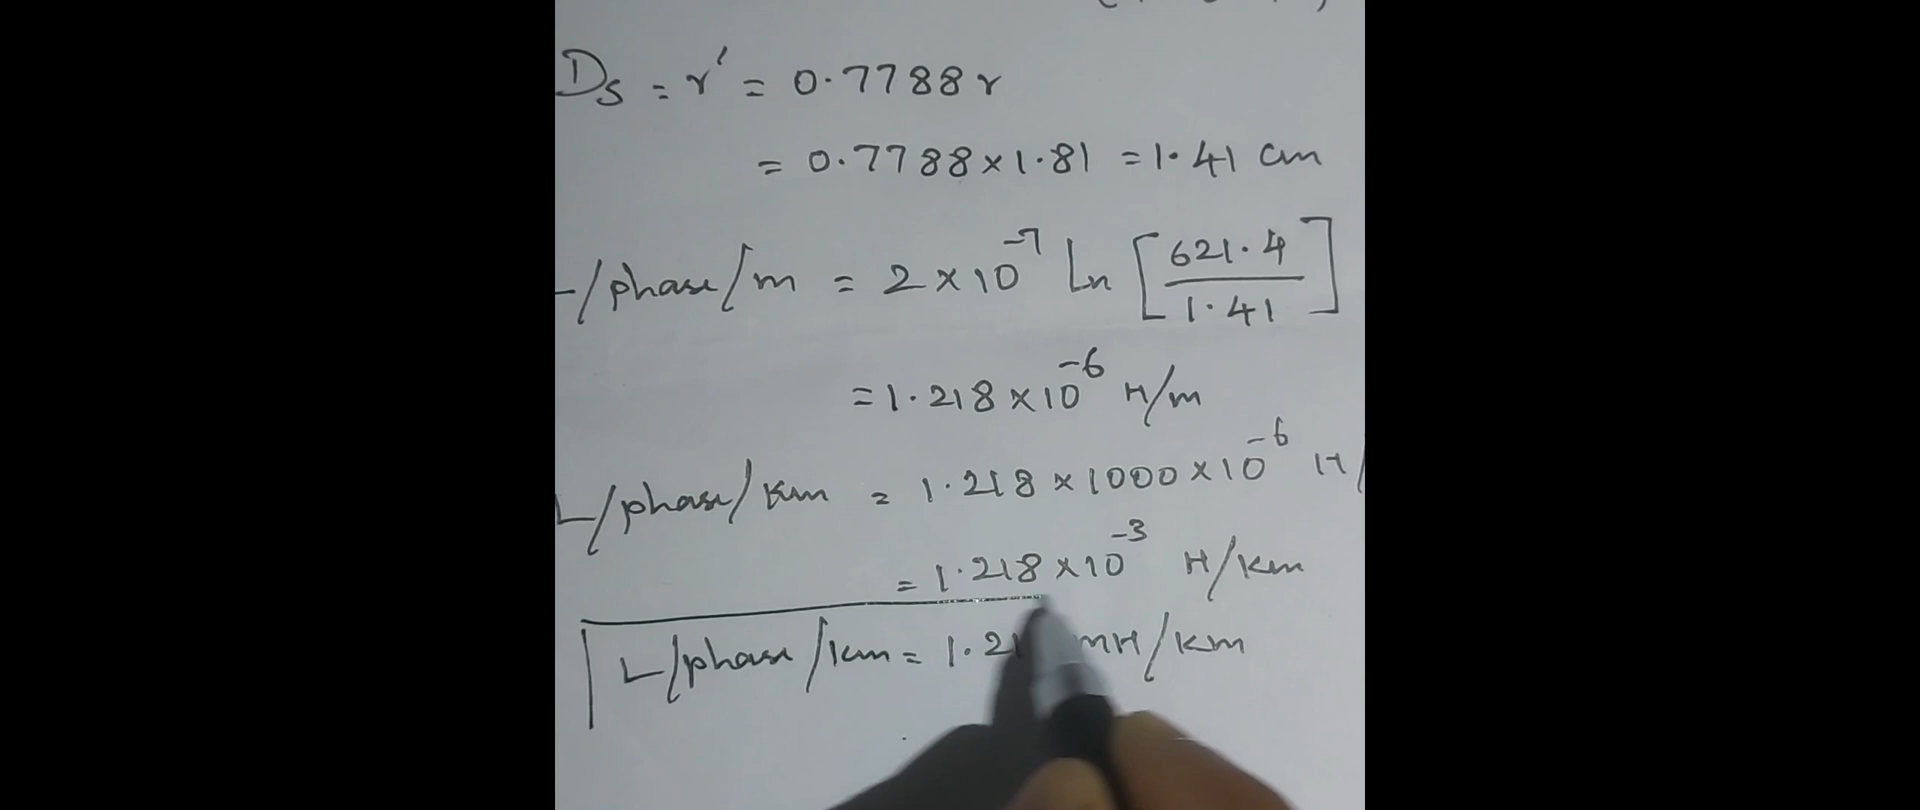 Ds = r' = 0.7788 r
= 0.7788 × 1.81 = 1.41 cm
/phase/m = 2 × 10^-7 Ln [621.4 / 1.41]
= 1.218 × 10^-6 H/m
L/phase/km = 1.218 × 1000 × 10^-6 H/
= 1.218 × 10^-3 H/km
L/phase/km = 1.2 mH/km